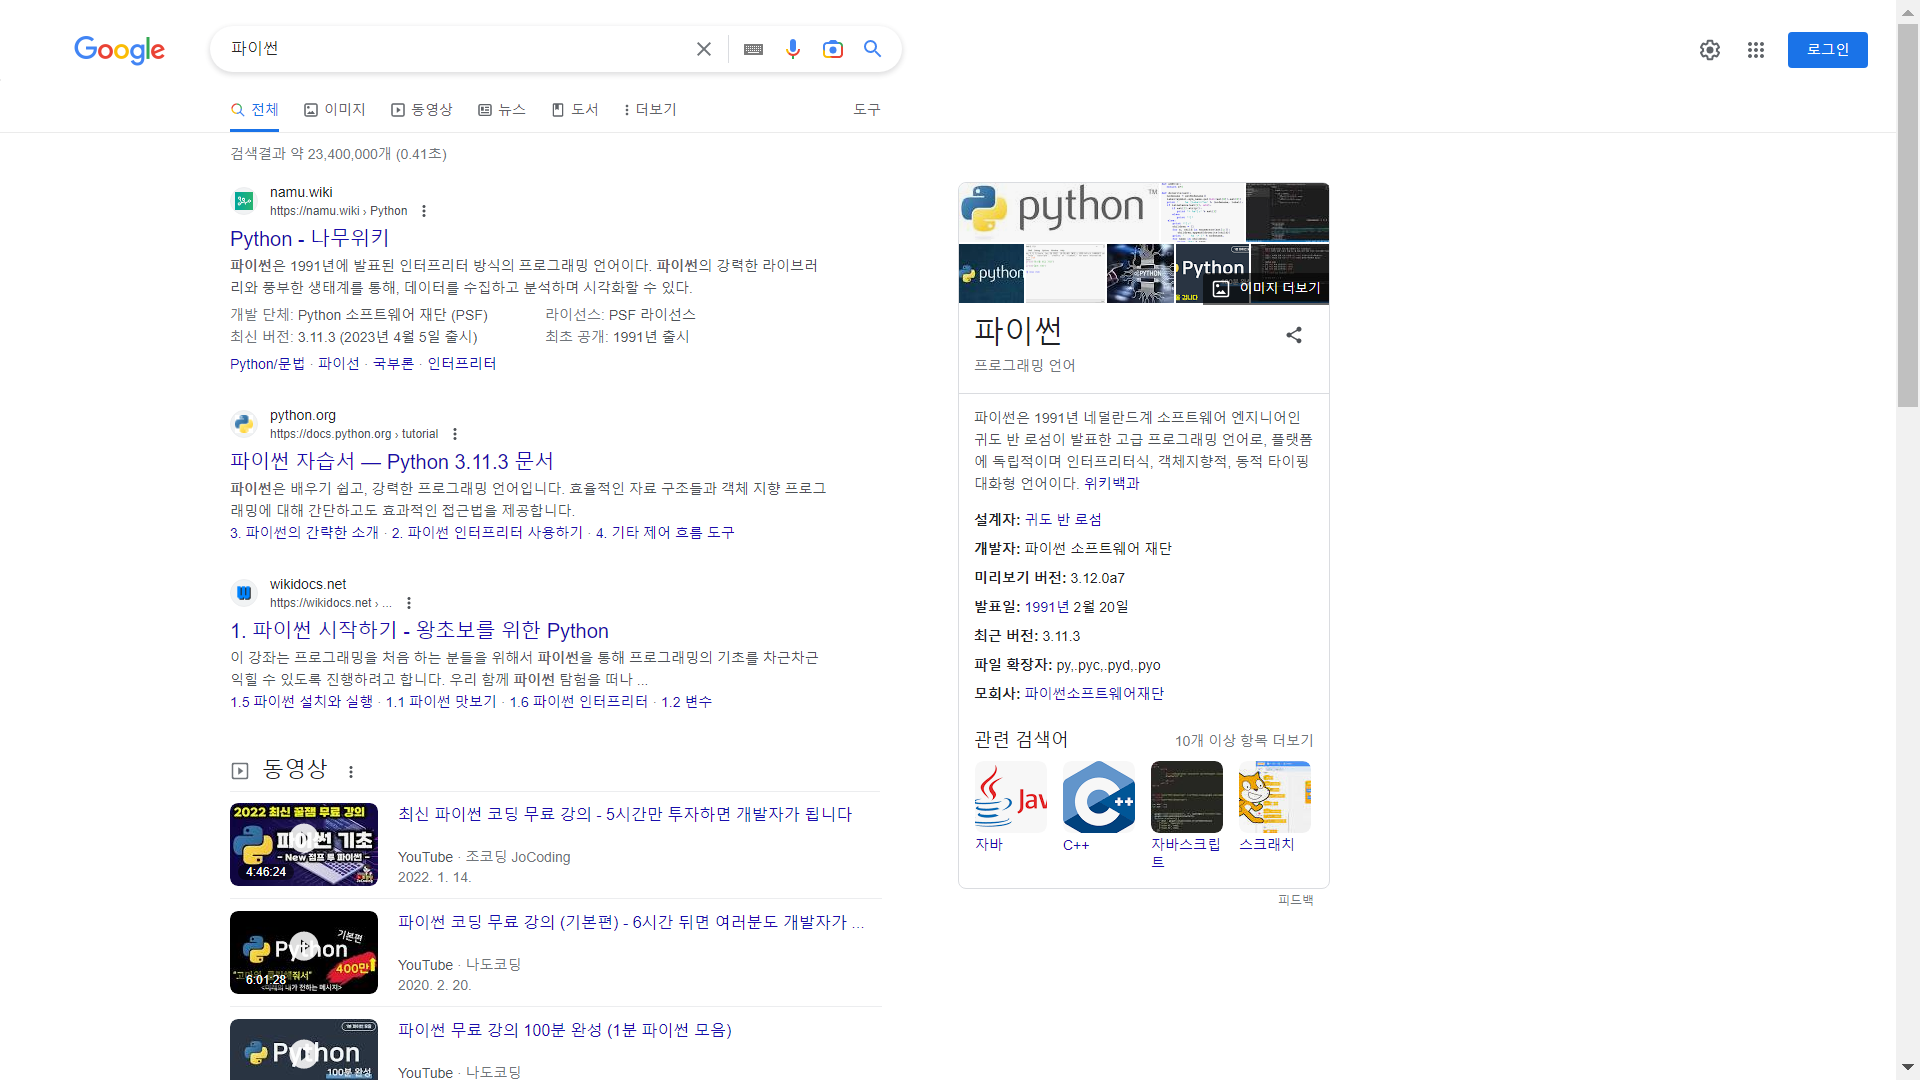 Google
파이썬
로그인
전체
이미지
동영상
뉴스
도서
더보기
도구
검색결과 약 23,400,000개 (0.41초)
namu.wiki
https://namu.wiki › Python
Python - 나무위키
파이썬은 1991년에 발표된 인터프리터 방식의 프로그래밍 언어이다. 파이썬의 강력한 라이브러
리와 풍부한 생태계를 통해, 데이터를 수집하고 분석하며 시각화할 수 있다.
개발 단체: Python 소프트웨어 재단 (PSF)
라이선스: PSF 라이선스
최신 버전: 3.11.3 (2023년 4월 5일 출시)
최초 공개: 1991년 출시
Python/문법 · 파이선 · 국부론 · 인터프리터
python.org
https://docs.python.org › tutorial
파이썬 자습서 — Python 3.11.3 문서
파이썬은 배우기 쉽고, 강력한 프로그래밍 언어입니다. 효율적인 자료 구조들과 객체 지향 프로그
래밍에 대해 간단하고도 효과적인 접근법을 제공합니다.
3. 파이썬의 간략한 소개 · 2. 파이썬 인터프리터 사용하기 · 4. 기타 제어 흐름 도구
wikidocs.net
https://wikidocs.net › ...
1. 파이썬 시작하기 - 왕초보를 위한 Python
이 강좌는 프로그래밍을 처음 하는 분들을 위해서 파이썬을 통해 프로그래밍의 기초를 차근차근
익힐 수 있도록 진행하려고 합니다. 우리 함께 파이썬 탐험을 떠나 ...
1.5 파이썬 설치와 실행 · 1.1 파이썬 맛보기 · 1.6 파이썬 인터프리터 · 1.2 변수
동영상
2022 최신 꿀잼 무료 강의
파이썬 기초
- New 점프 투 파이썬 -
4:46:24
최신 파이썬 코딩 무료 강의 - 5시간만 투자하면 개발자가 됩니다
YouTube · 조코딩 JoCoding
2022. 1. 14.
기본편
Python
400만
6:01:28
파이썬 코딩 무료 강의 (기본편) - 6시간 뒤면 여러분도 개발자가 ...
YouTube · 나도코딩
2020. 2. 20.
Python
100분 완성
파이썬 무료 강의 100분 완성 (1분 파이썬 모음)
YouTube · 나도코딩
python™
python
PYTHON
Python
이미지 더보기
파이썬
프로그래밍 언어
파이썬은 1991년 네덜란드계 소프트웨어 엔지니어인
귀도 반 로섬이 발표한 고급 프로그래밍 언어로, 플랫폼
에 독립적이며 인터프리터식, 객체지향적, 동적 타이핑
대화형 언어이다. 위키백과
설계자: 귀도 반 로섬
개발자: 파이썬 소프트웨어 재단
미리보기 버전: 3.12.0a7
발표일: 1991년 2월 20일
최근 버전: 3.11.3
파일 확장자: py,.pyc,.pyd,.pyo
모회사: 파이썬소프트웨어재단
관련 검색어
10개 이상 항목 더보기
Jav
자바
C++
자바스크립
트
스크래치
피드백